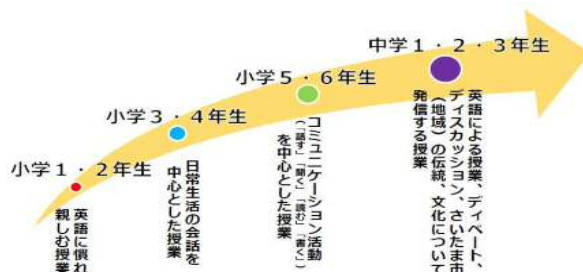 小学1・2年生
英語に慣れ
親しむ授業
小学3・4年生
日常生活の会話を
中心とした授業
小学5・6年生
コミュニケーション活動
(「話す」「聞く」「読む」「書く」)
を中心とした授業
中学1・2・3年生
英語による授業、ディベート、
ディスカッション、さいたま市
(地域)の伝統、文化について
発信する授業